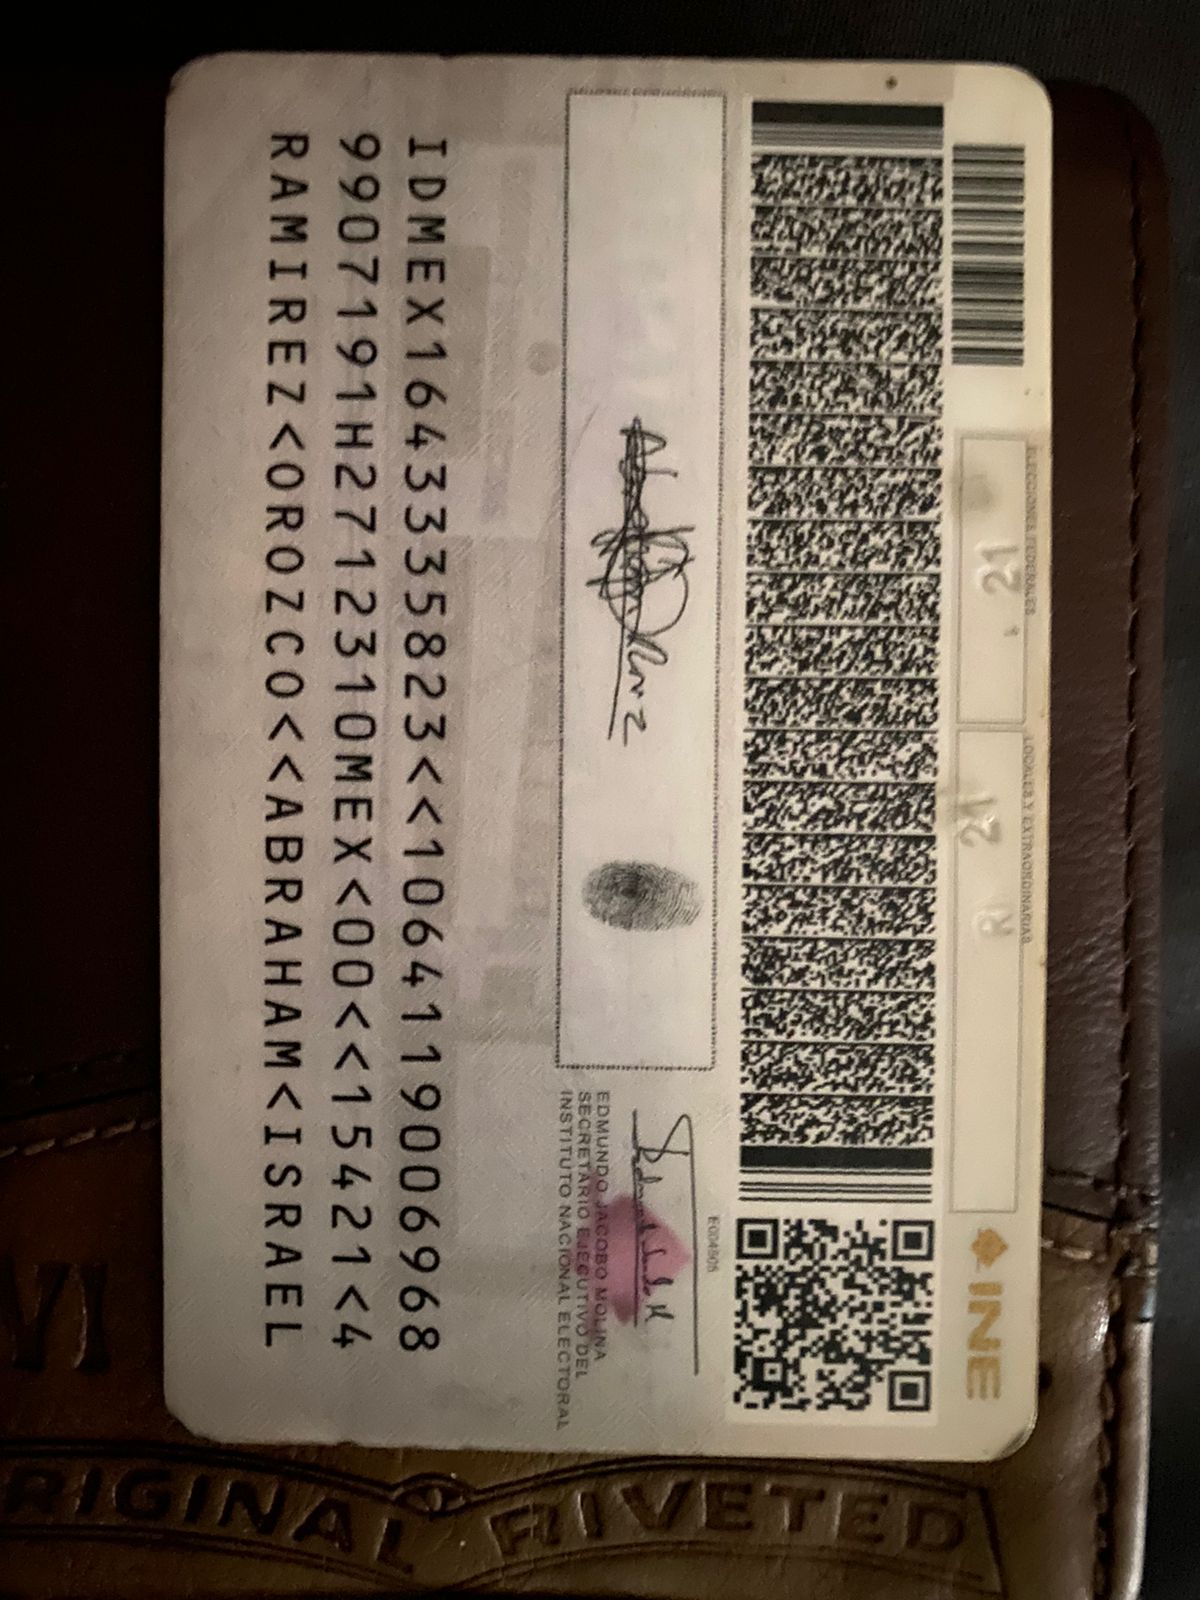 ELECCIONES FEDERALES
LOCALES Y EXTRAORDINARIAS
21
21
R
INE
E004906
EDMUNDO JACOBO MOLINA
SECRETARIO EJECUTIVO DEL
INSTITUTO NACIONAL ELECTORAL
IDMEX1643335823<<1064119006968
9907191H2712310MEX<00<<15421<4
RAMIREZ<OROZCO<<ABRAHAM<ISRAEL
ORIGINAL RIVETED